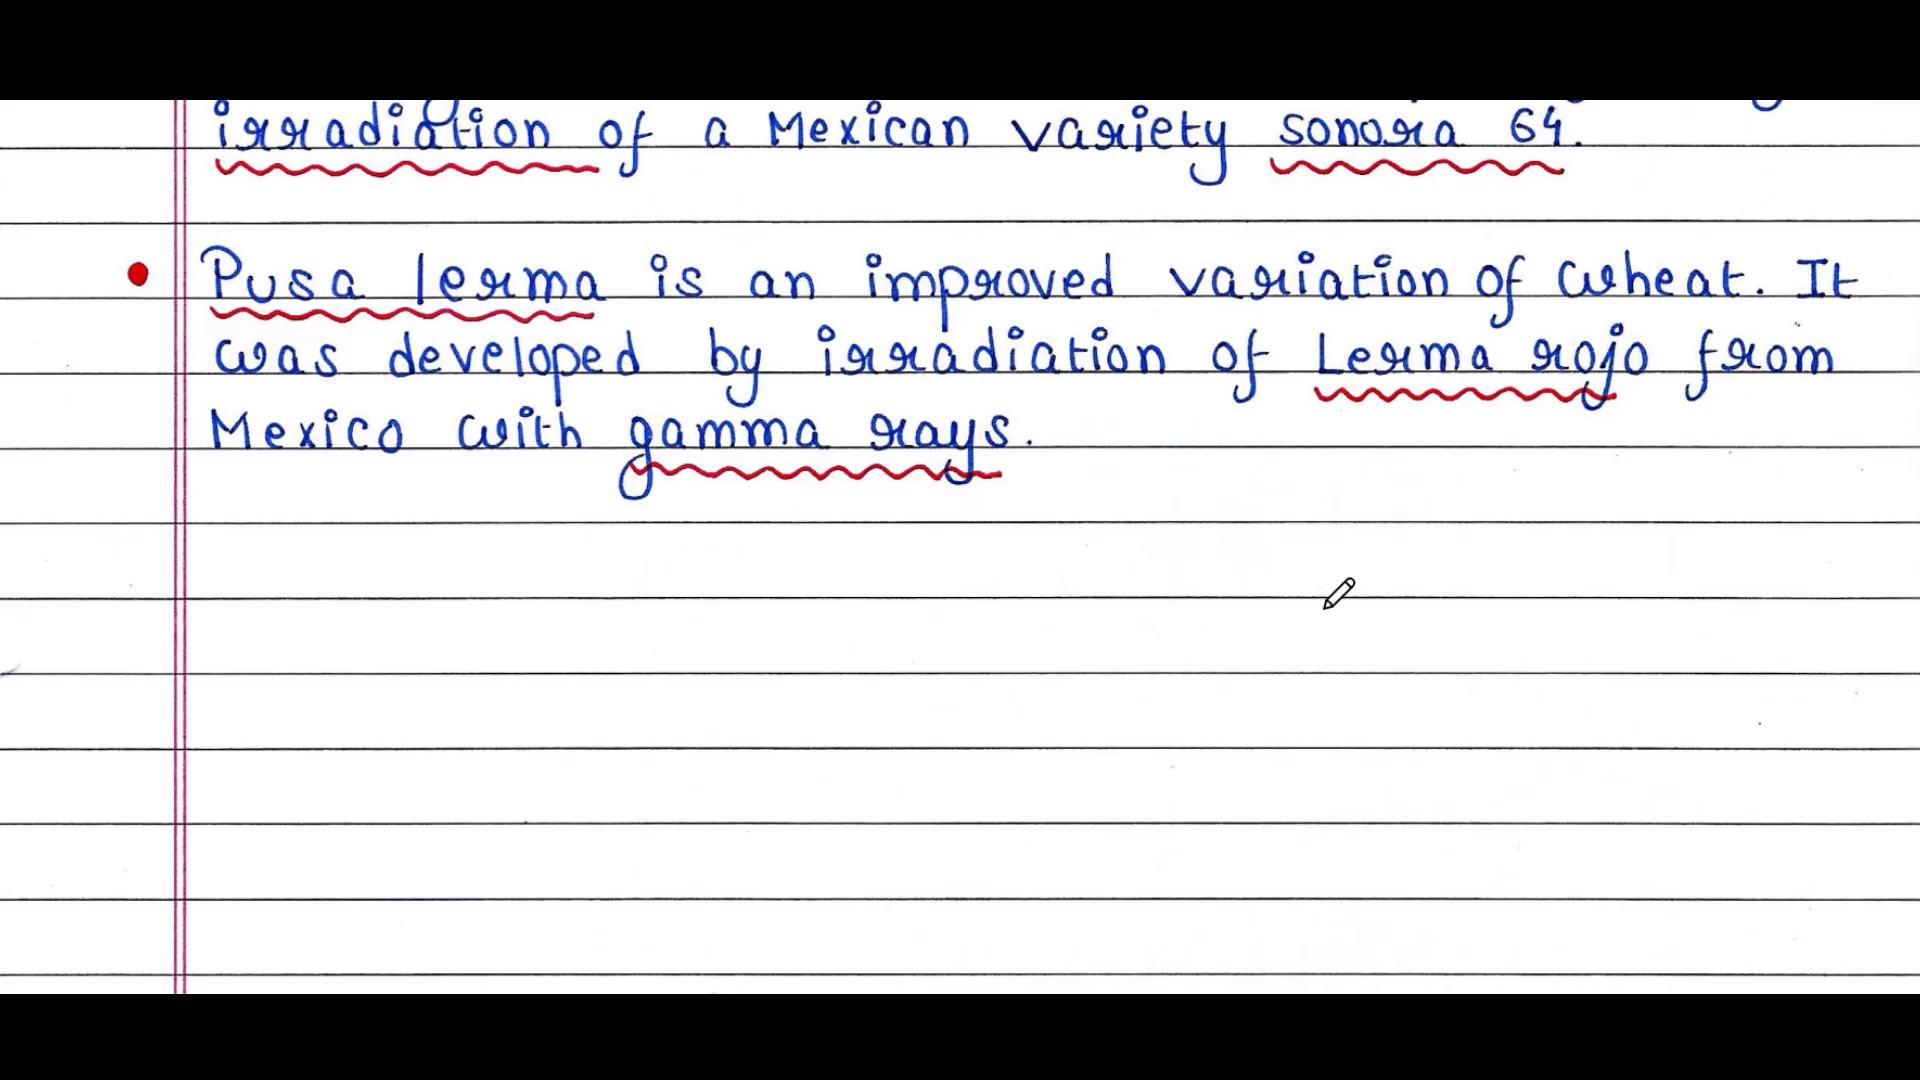 irradiation of a Mexican variety sonora 64.
Pusa lerma is an improved variation of wheat. It
was developed by irradiation of Lerma rojo from
Mexico with gamma rays.